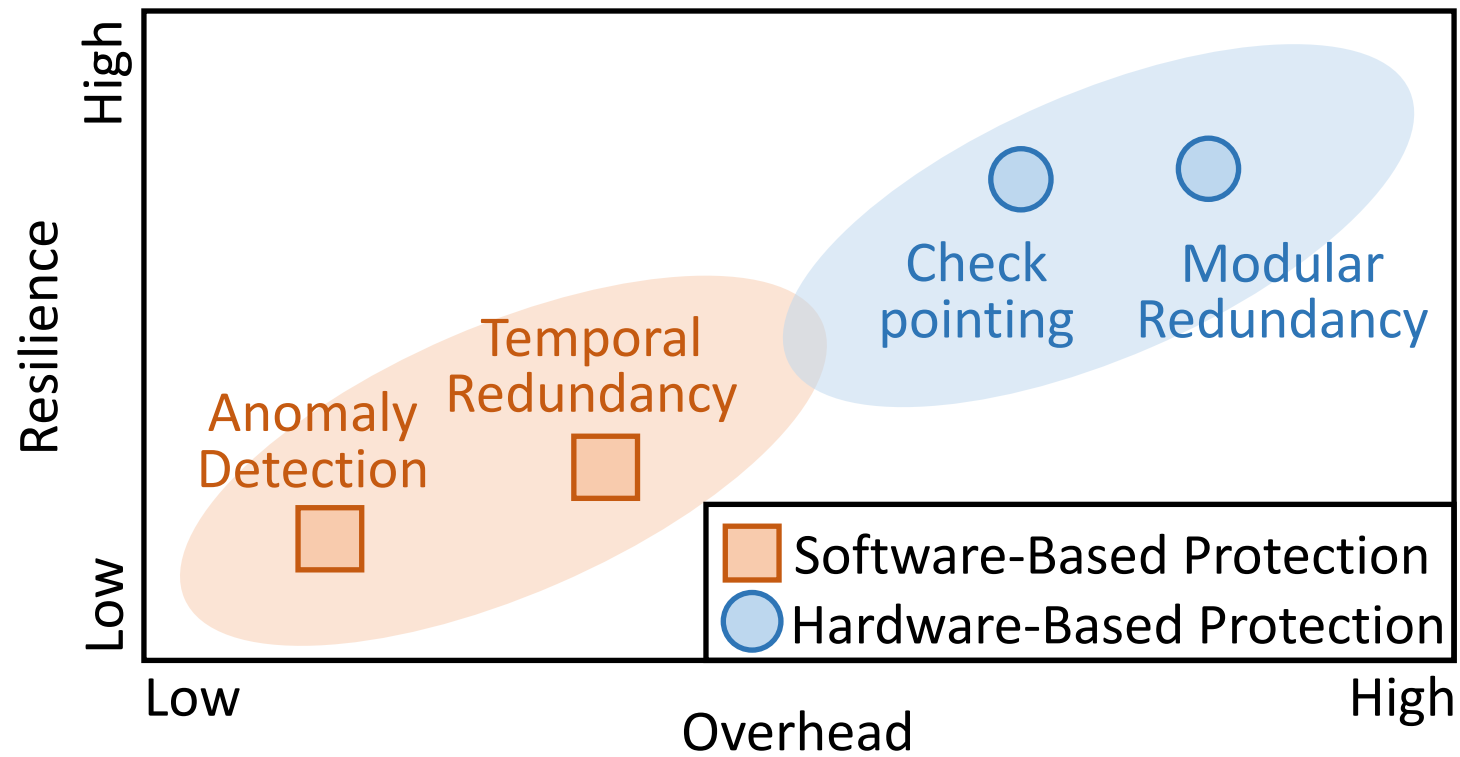 High
Resilience
Low
Anomaly
Detection
Temporal
Redundancy
Check
pointing
Modular
Redundancy
Software-Based Protection
Hardware-Based Protection
Low
High
Overhead